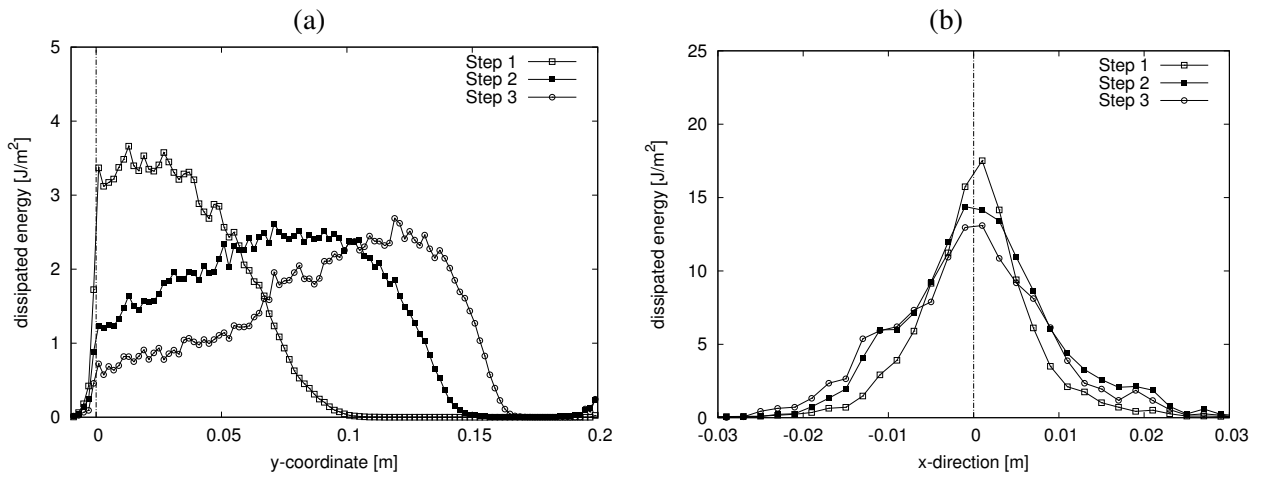 (a)
5
4
3
2
1
0
dissipated energy [J/m²]
0
0.05
0.1
0.15
0.2
y-coordinate [m]
Step 1
Step 2
Step 3
(b)
25
20
15
10
5
0
dissipated energy [J/m²]
-0.03
-0.02
-0.01
0
0.01
0.02
0.03
x-direction [m]
Step 1
Step 2
Step 3